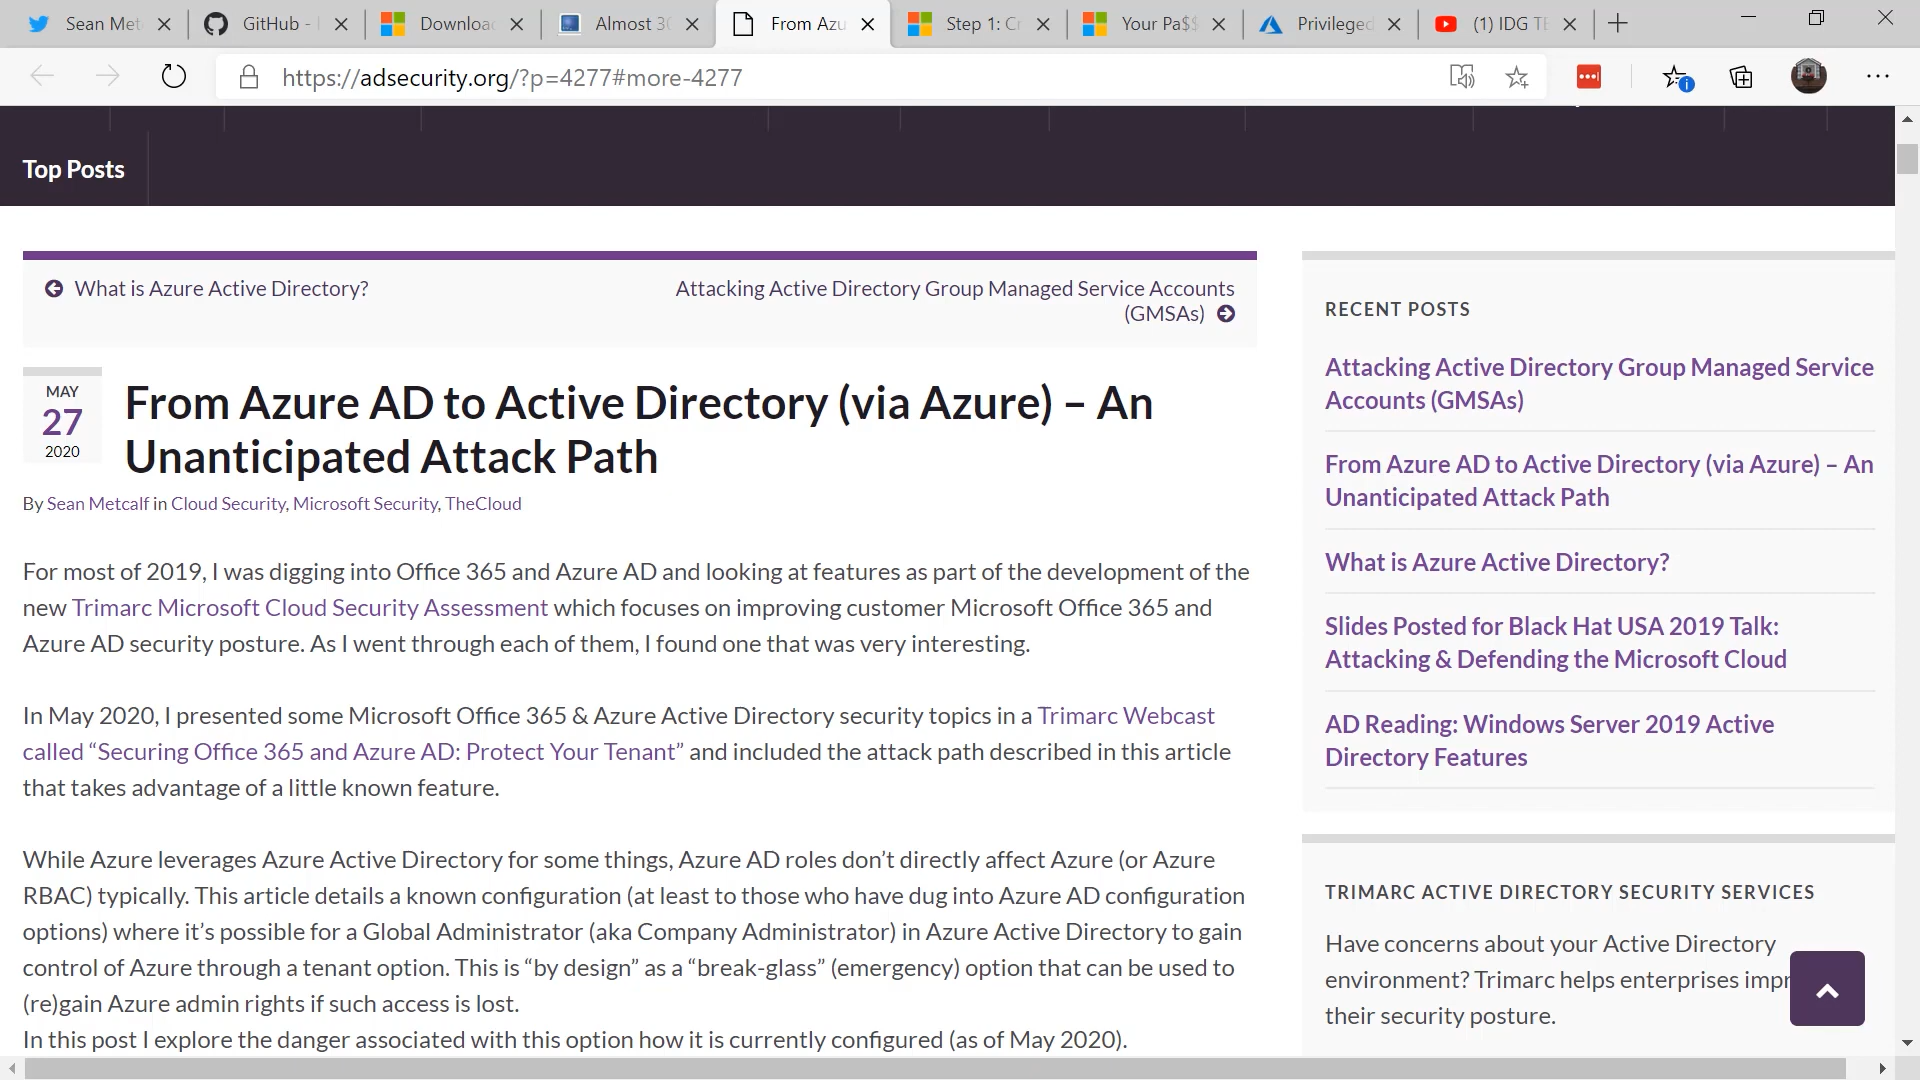 Sean Met
GitHub -
Downloa
Almost 30
From Azu
Step 1: Cr
Your Pa$$
Privileged
(1) IDG TE
https://adsecurity.org/?p=4277#more-4277
Top Posts
What is Azure Active Directory?
Attacking Active Directory Group Managed Service Accounts
(GMSAs)
MAY
27
2020
From Azure AD to Active Directory (via Azure) – An
Unanticipated Attack Path
By Sean Metcalf in Cloud Security, Microsoft Security, TheCloud
For most of 2019, I was digging into Office 365 and Azure AD and looking at features as part of the development of the
new Trimarc Microsoft Cloud Security Assessment which focuses on improving customer Microsoft Office 365 and
Azure AD security posture. As I went through each of them, I found one that was very interesting.
In May 2020, I presented some Microsoft Office 365 & Azure Active Directory security topics in a Trimarc Webcast
called “Securing Office 365 and Azure AD: Protect Your Tenant” and included the attack path described in this article
that takes advantage of a little known feature.
While Azure leverages Azure Active Directory for some things, Azure AD roles don’t directly affect Azure (or Azure
RBAC) typically. This article details a known configuration (at least to those who have dug into Azure AD configuration
options) where it’s possible for a Global Administrator (aka Company Administrator) in Azure Active Directory to gain
control of Azure through a tenant option. This is “by design” as a “break-glass” (emergency) option that can be used to
(re)gain Azure admin rights if such access is lost.
In this post I explore the danger associated with this option how it is currently configured (as of May 2020).
RECENT POSTS
Attacking Active Directory Group Managed Service
Accounts (GMSAs)
From Azure AD to Active Directory (via Azure) – An
Unanticipated Attack Path
What is Azure Active Directory?
Slides Posted for Black Hat USA 2019 Talk:
Attacking & Defending the Microsoft Cloud
AD Reading: Windows Server 2019 Active
Directory Features
TRIMARC ACTIVE DIRECTORY SECURITY SERVICES
Have concerns about your Active Directory
environment? Trimarc helps enterprises impr
their security posture.